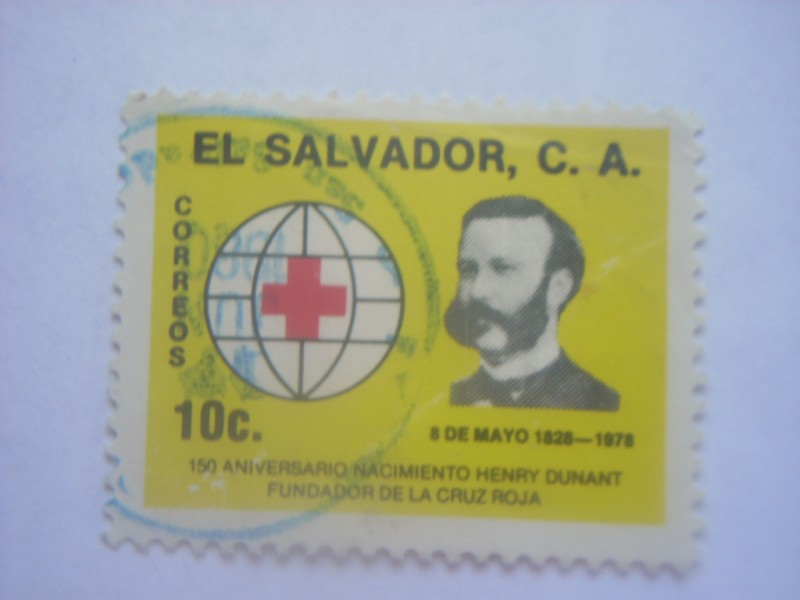 EL SALVADOR, C. A.
CORREOS
10c.
8 DE MAYO 1828—1978
150 ANIVERSARIO NACIMIENTO HENRY DUNANT
FUNDADOR DE LA CRUZ ROJA